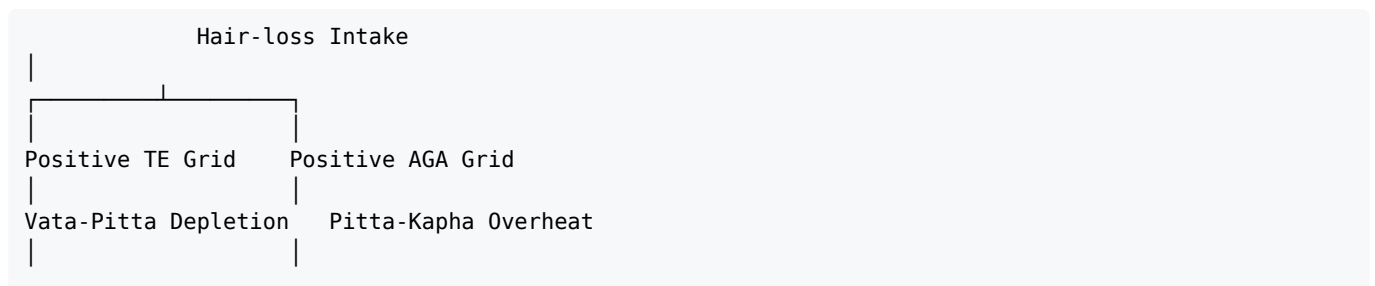 Hair-loss Intake
Positive TE Grid    Positive AGA Grid
Vata-Pitta Depletion   Pitta-Kapha Overheat